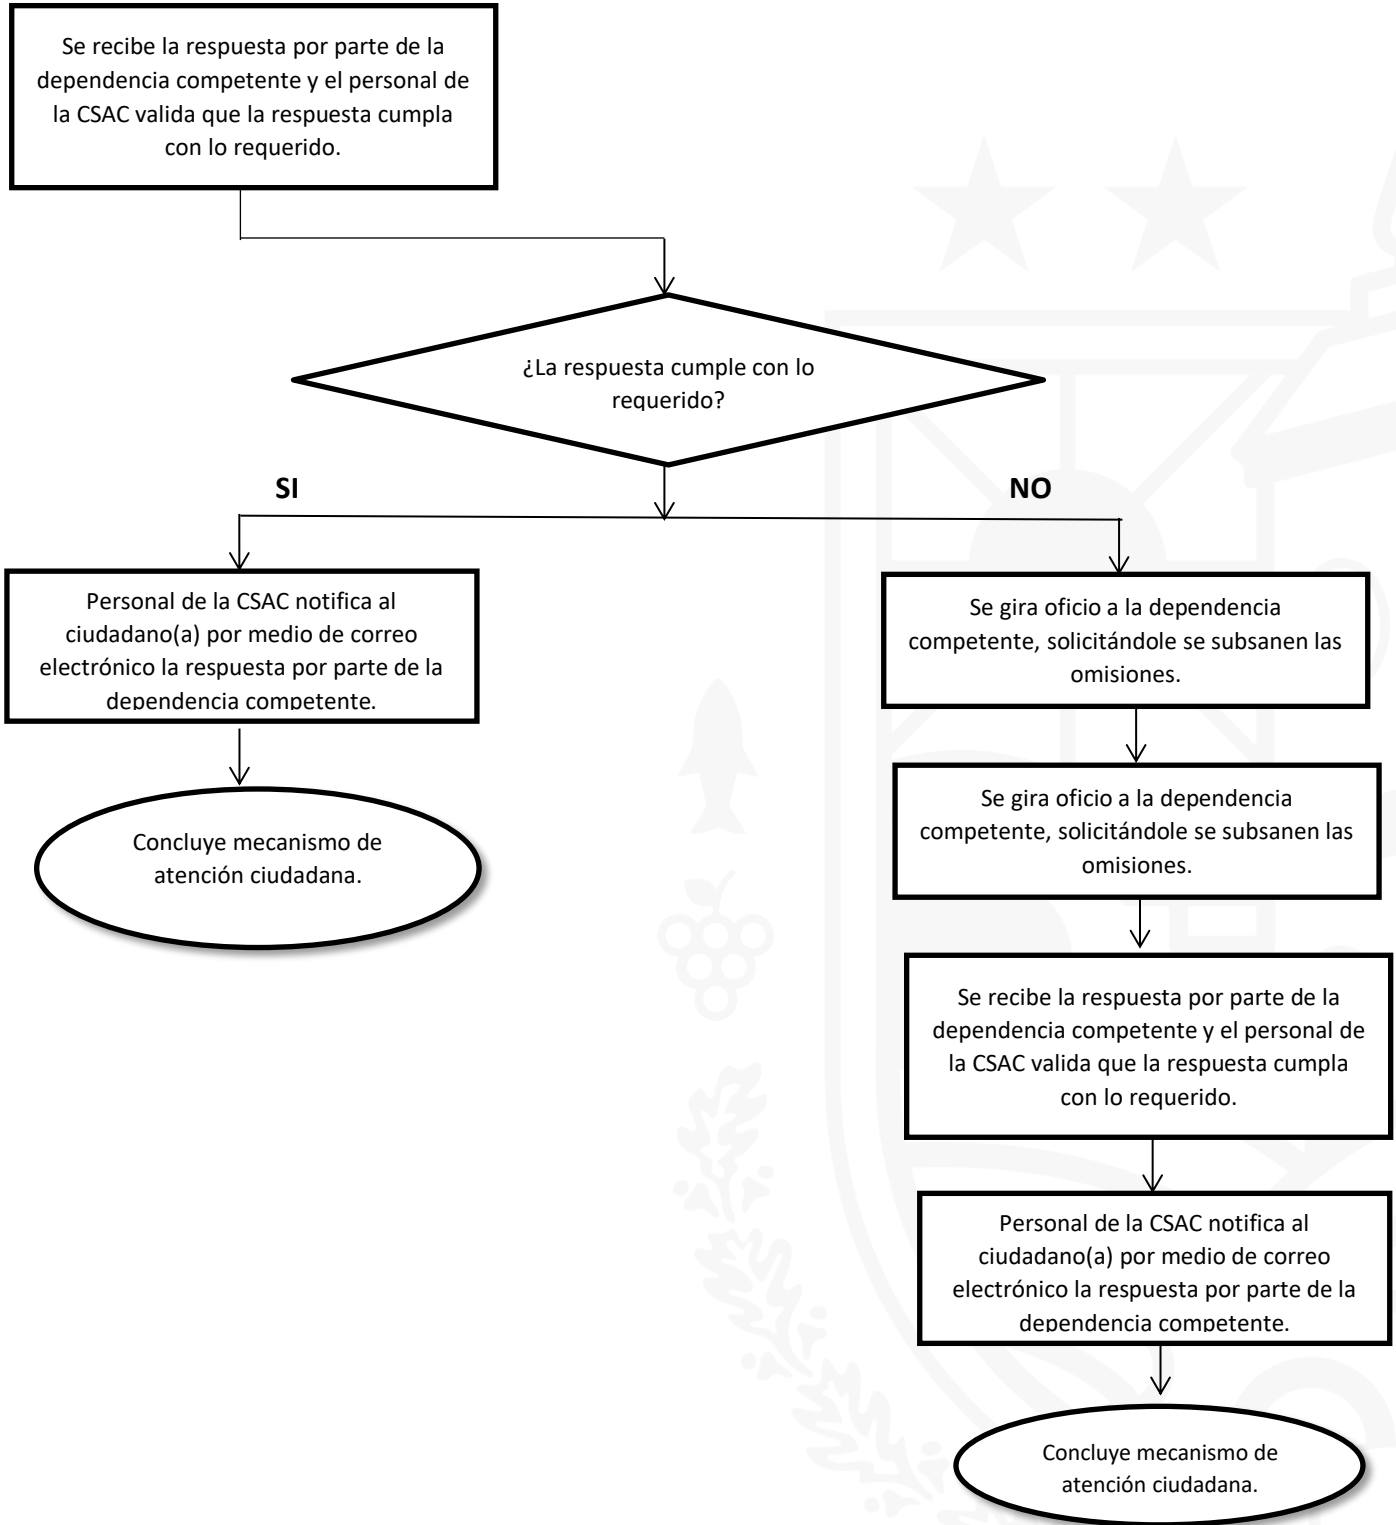 Se recibe la respuesta por parte de la
dependencia competente y el personal de
la CSAC valida que la respuesta cumpla
con lo requerido.
¿La respuesta cumple con lo
requerido?
SI
NO
Personal de la CSAC notifica al
ciudadano(a) por medio de correo
electrónico la respuesta por parte de la
dependencia competente.
Concluye mecanismo de
atención ciudadana.
Se gira oficio a la dependencia
competente, solicitándole se subsanen las
omisiones.
Se gira oficio a la dependencia
competente, solicitándole se subsanen las
omisiones.
Se recibe la respuesta por parte de la
dependencia competente y el personal de
la CSAC valida que la respuesta cumpla
con lo requerido.
Personal de la CSAC notifica al
ciudadano(a) por medio de correo
electrónico la respuesta por parte de la
dependencia competente.
Concluye mecanismo de
atención ciudadana.